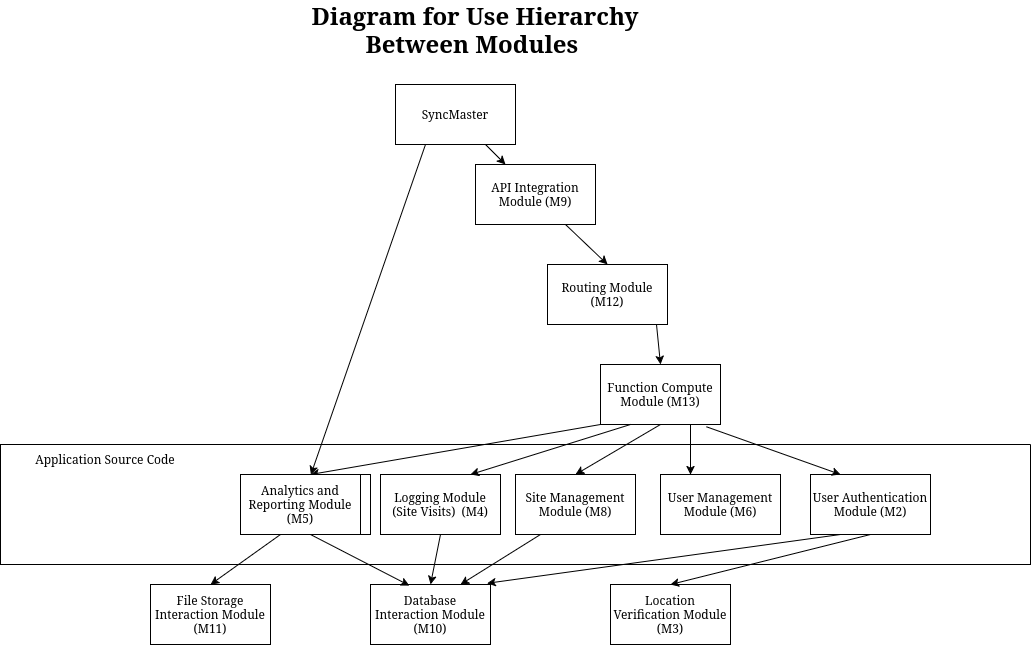 Diagram for Use Hierarchy
Between Modules
SyncMaster
API Integration
Module (M9)
Routing Module
(M12)
Function Compute
Module (M13)
Application Source Code
Analytics and
Reporting Module
(M5)
Logging Module
(Site Visits) (M4)
Site Management
Module (M8)
User Management
Module (M6)
User Authentication
Module (M2)
File Storage
Interaction Module
(M11)
Database
Interaction Module
(M10)
Location
Verification Module
(M3)